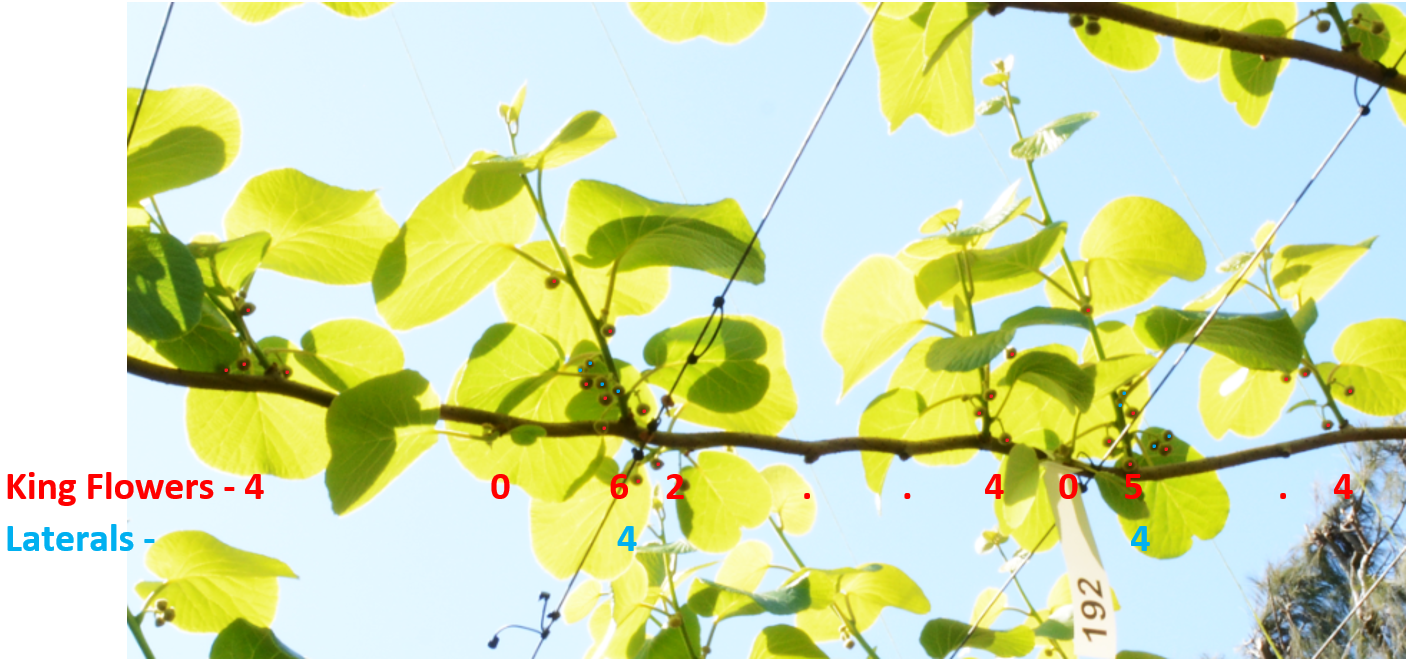 King Flowers - 4 0 6 2 . . 4 0 5 . 4
Laterals - 4 4
192